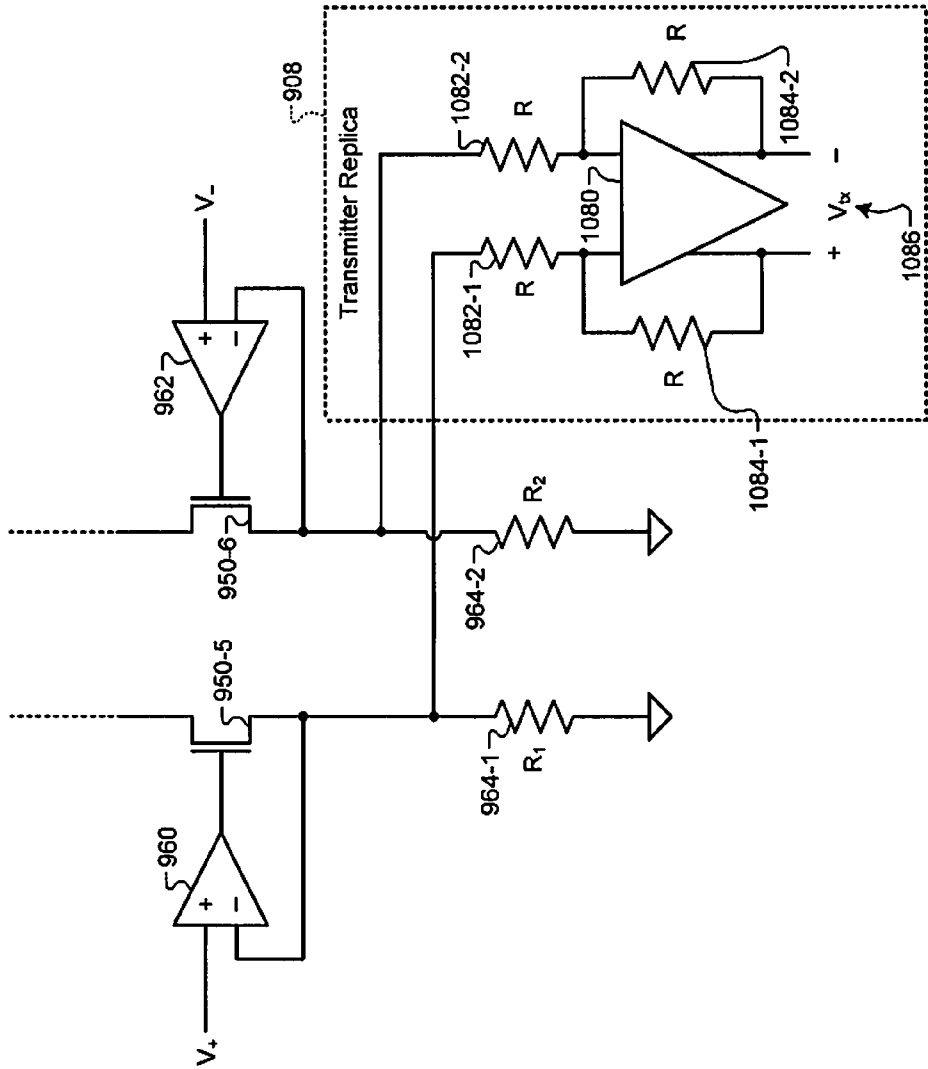 908
Transmitter Replica
V₋
+
−
962
950-6
1082-2
R
1080
R
1084-2
−
Vtx
1086
+
1082-1
R
R
1084-1
950-5
960
+
−
V₊
964-2
R₂
964-1
R₁